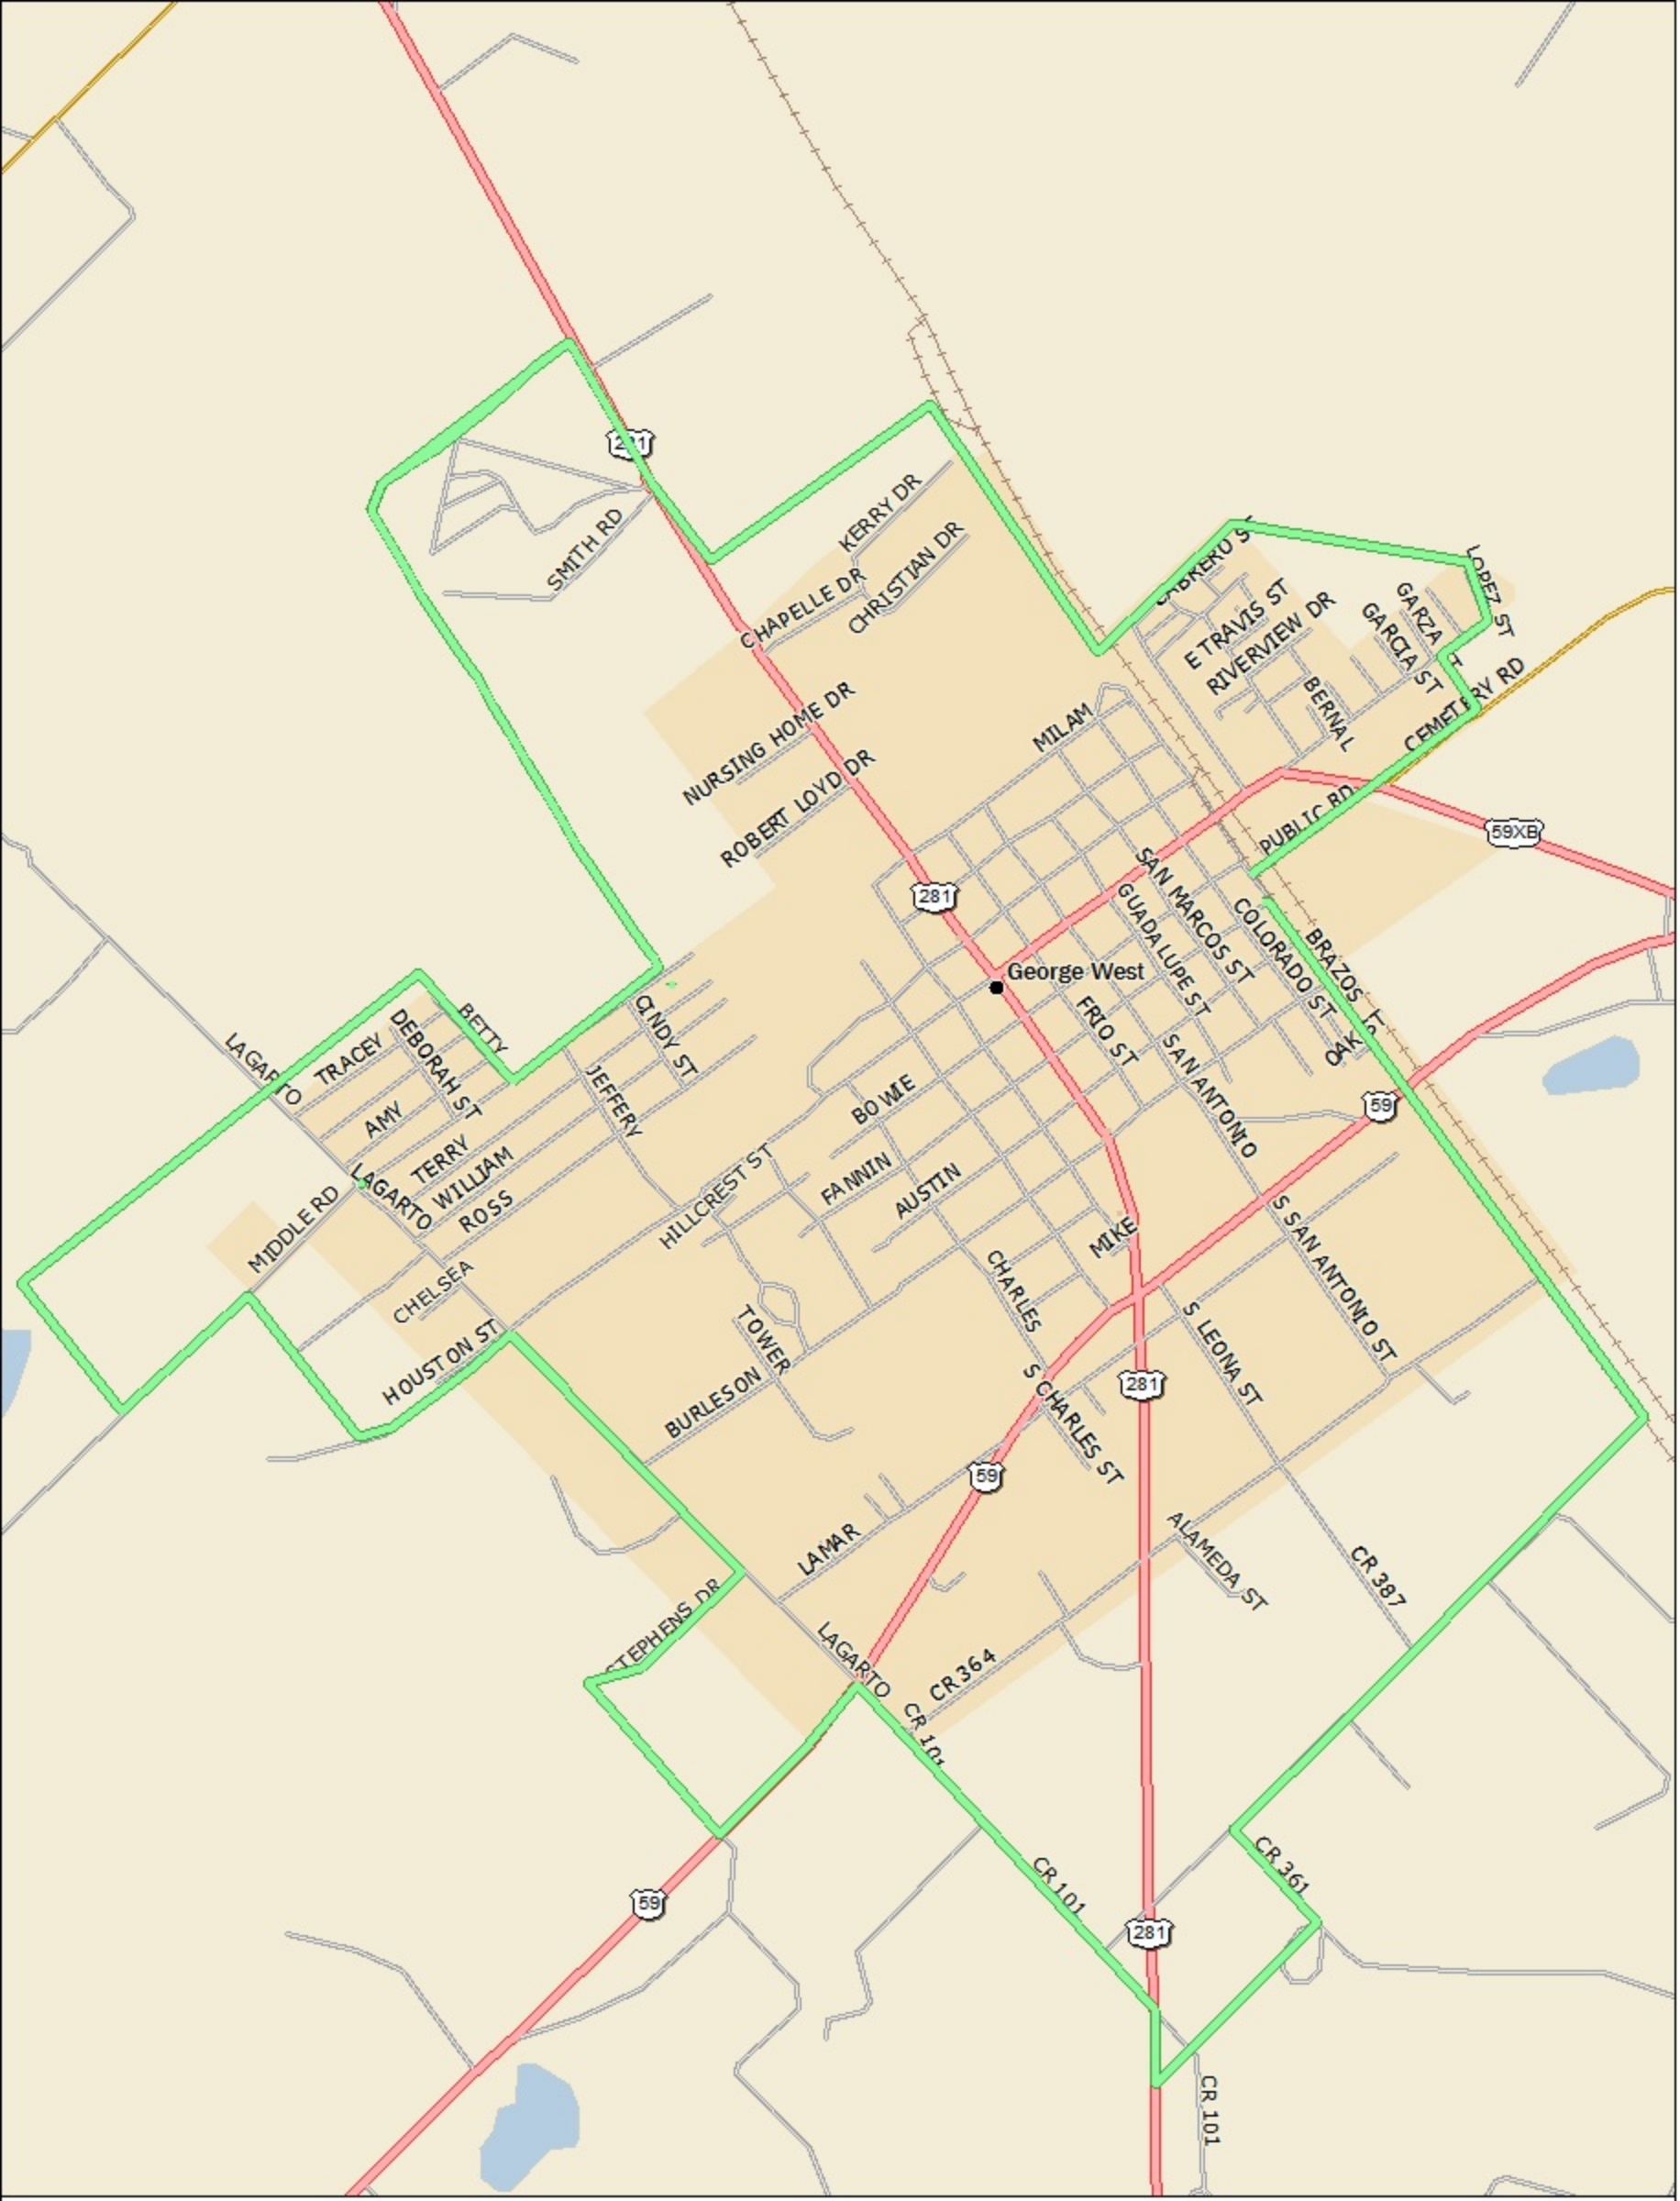 281
SMITH RD
KERRY DR
CHRISTIAN DR
CHAPELLE DR
CABRERO S
E TRAVIS ST
RIVERVIEW DR
GARZA
GARCIA ST
LOPEZ ST
BERNAL
CEMETERY RD
NURSING HOME DR
ROBERT LOYD DR
MILAM
PUBLIC RD
59XB
281
SAN MARCOS ST
GUADALUPE ST
COLORADO ST
BRAZOS
George West
FRIO ST
OAK
SAN ANTONIO
59
BETTY
CINDY ST
LAGARTO
TRACEY
DEBORAH ST
AMY
JEFFERY
TERRY
WILLIAM
ROSS
LAGARTO
MIDDLE RD
HILLCREST ST
BOWIE
FANNIN
AUSTIN
MIKE
S SAN ANTONIO ST
CHARLES
CHELSEA
HOUSTON ST
TOWER
BURLESON
S LEONA ST
S CHARLES ST
281
59
LAMAR
ALAMEDA ST
CR 387
STEPHENS DR
LAGARTO
CR 364
CR 101
CR 101
CR 361
59
281
CR 101